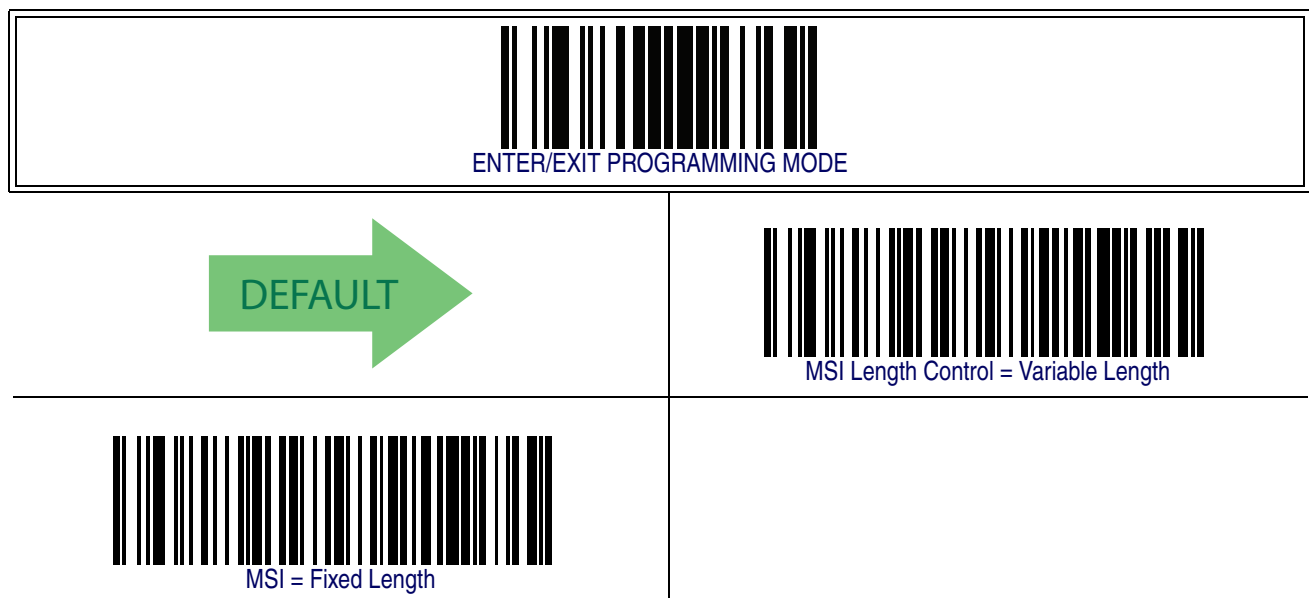 ENTER/EXIT PROGRAMMING MODE
DEFAULT
MSI Length Control = Variable Length
MSI = Fixed Length